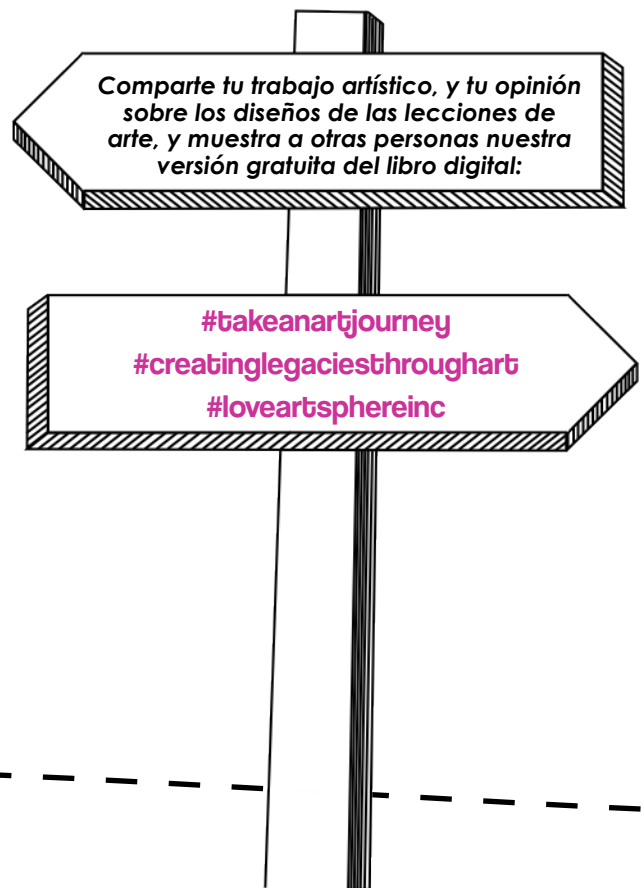 Comparte tu trabajo artístico, y tu opinión
sobre los diseños de las lecciones de
arte, y muestra a otras personas nuestra
versión gratuita del libro digital:
#takeanartjourney
#creatinglegaciesthroughart
#loveartsphereinc